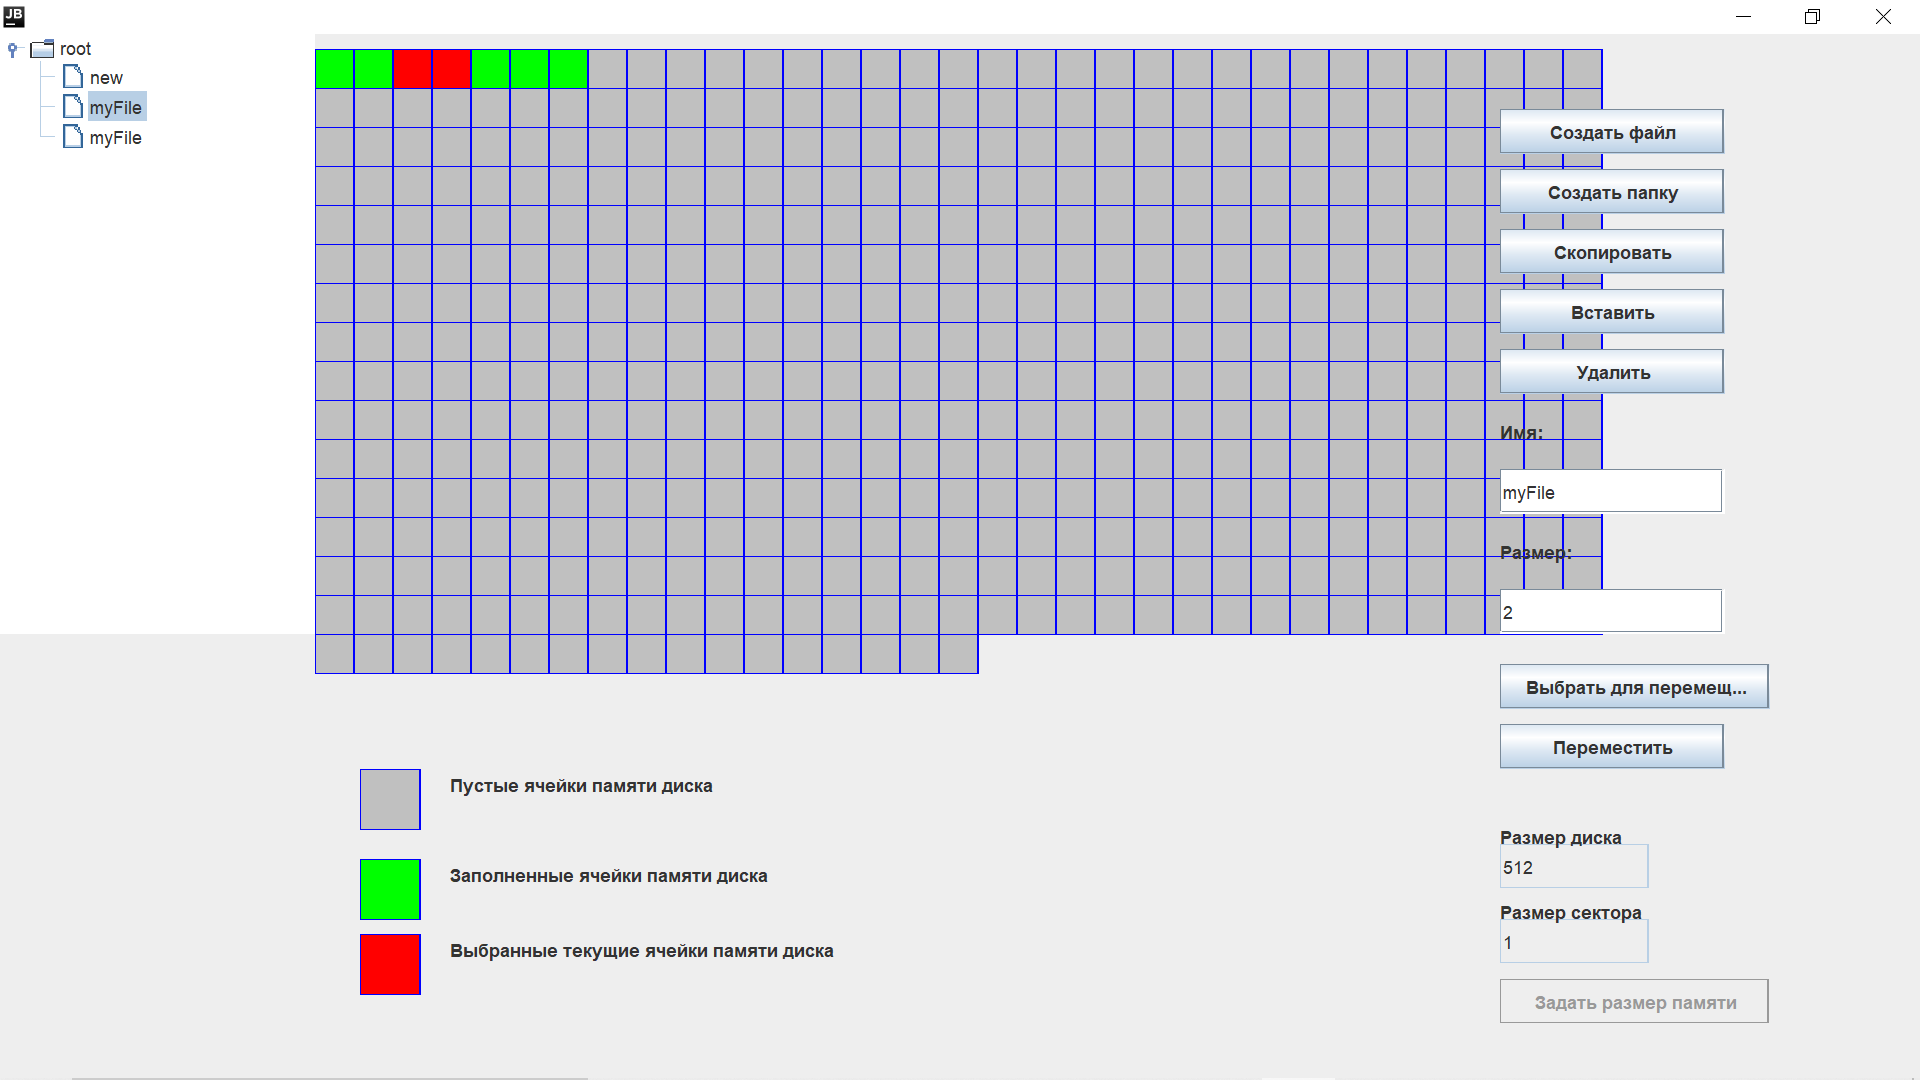 JB
root
new
myFile
myFile
Создать файл
Создать папку
Скопировать
Вставить
Удалить
Имя:
myFile
Размер:
2
Выбрать для перемещ...
Переместить
Пустые ячейки памяти диска
Заполненные ячейки памяти диска
Выбранные текущие ячейки памяти диска
Размер диска
512
Размер сектора
1
Задать размер памяти